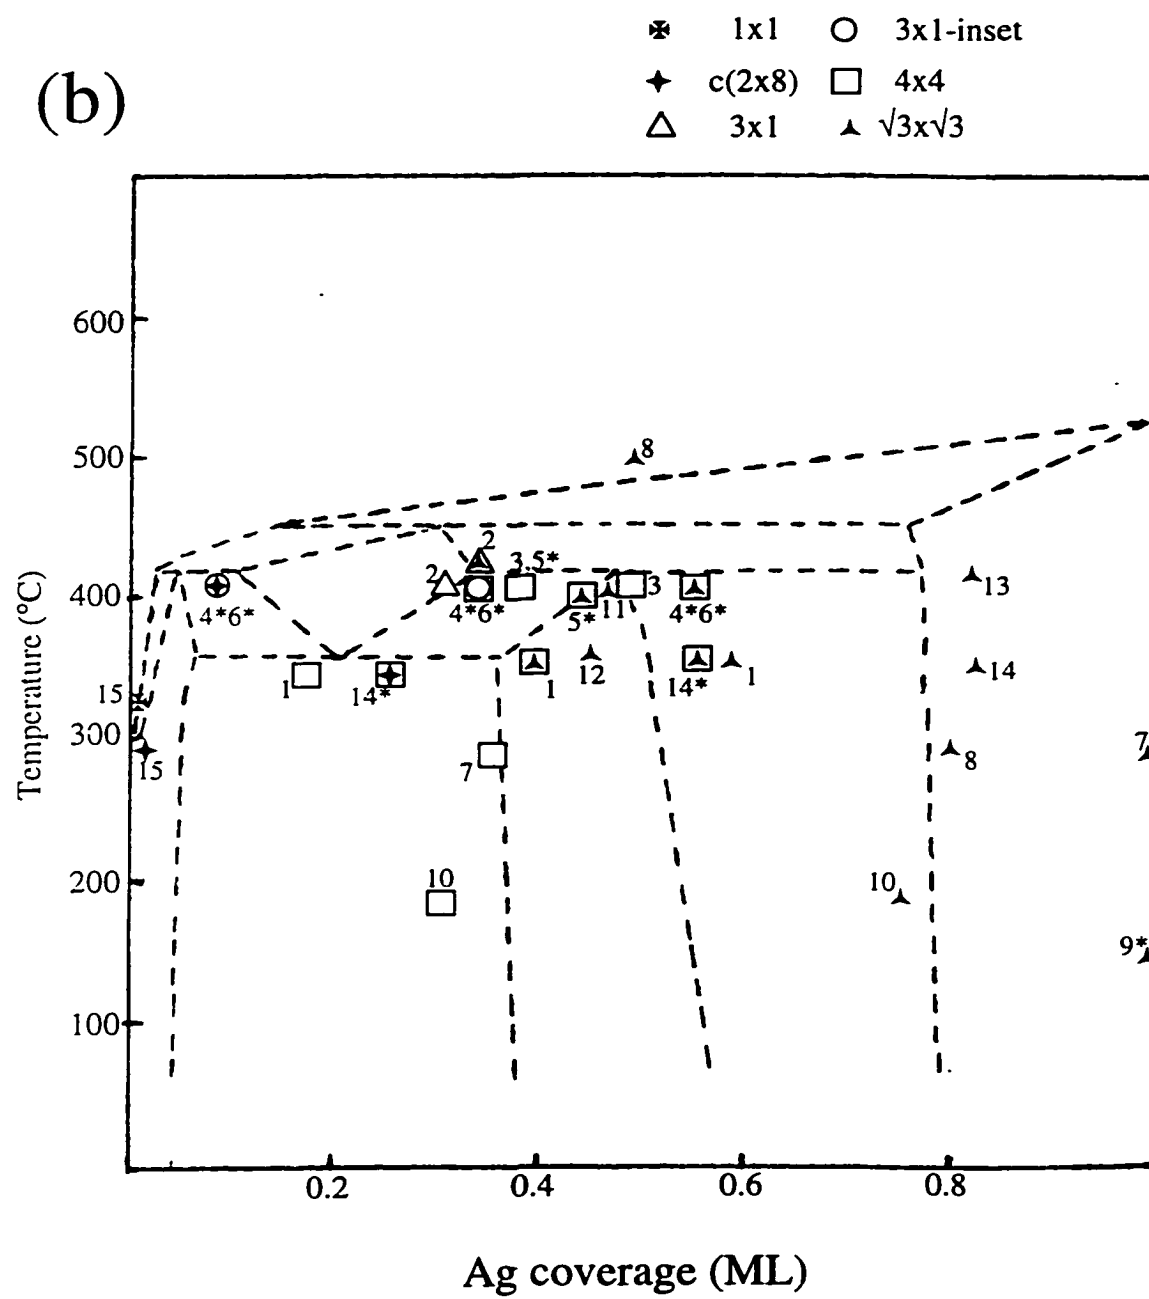 1x1 3x1-inset
(b) c(2x8) 4x4
3x1 √3x√3
600
500 8
2
3.5*
2 3 13
400 4*6* 4*6* 5* 11 4*6*
1 14* 1 12 14* 1 14
15
300
15 7 8 7
200 10 10
9*
100
0.2 0.4 0.6 0.8
Temperature (°C)
Ag coverage (ML)